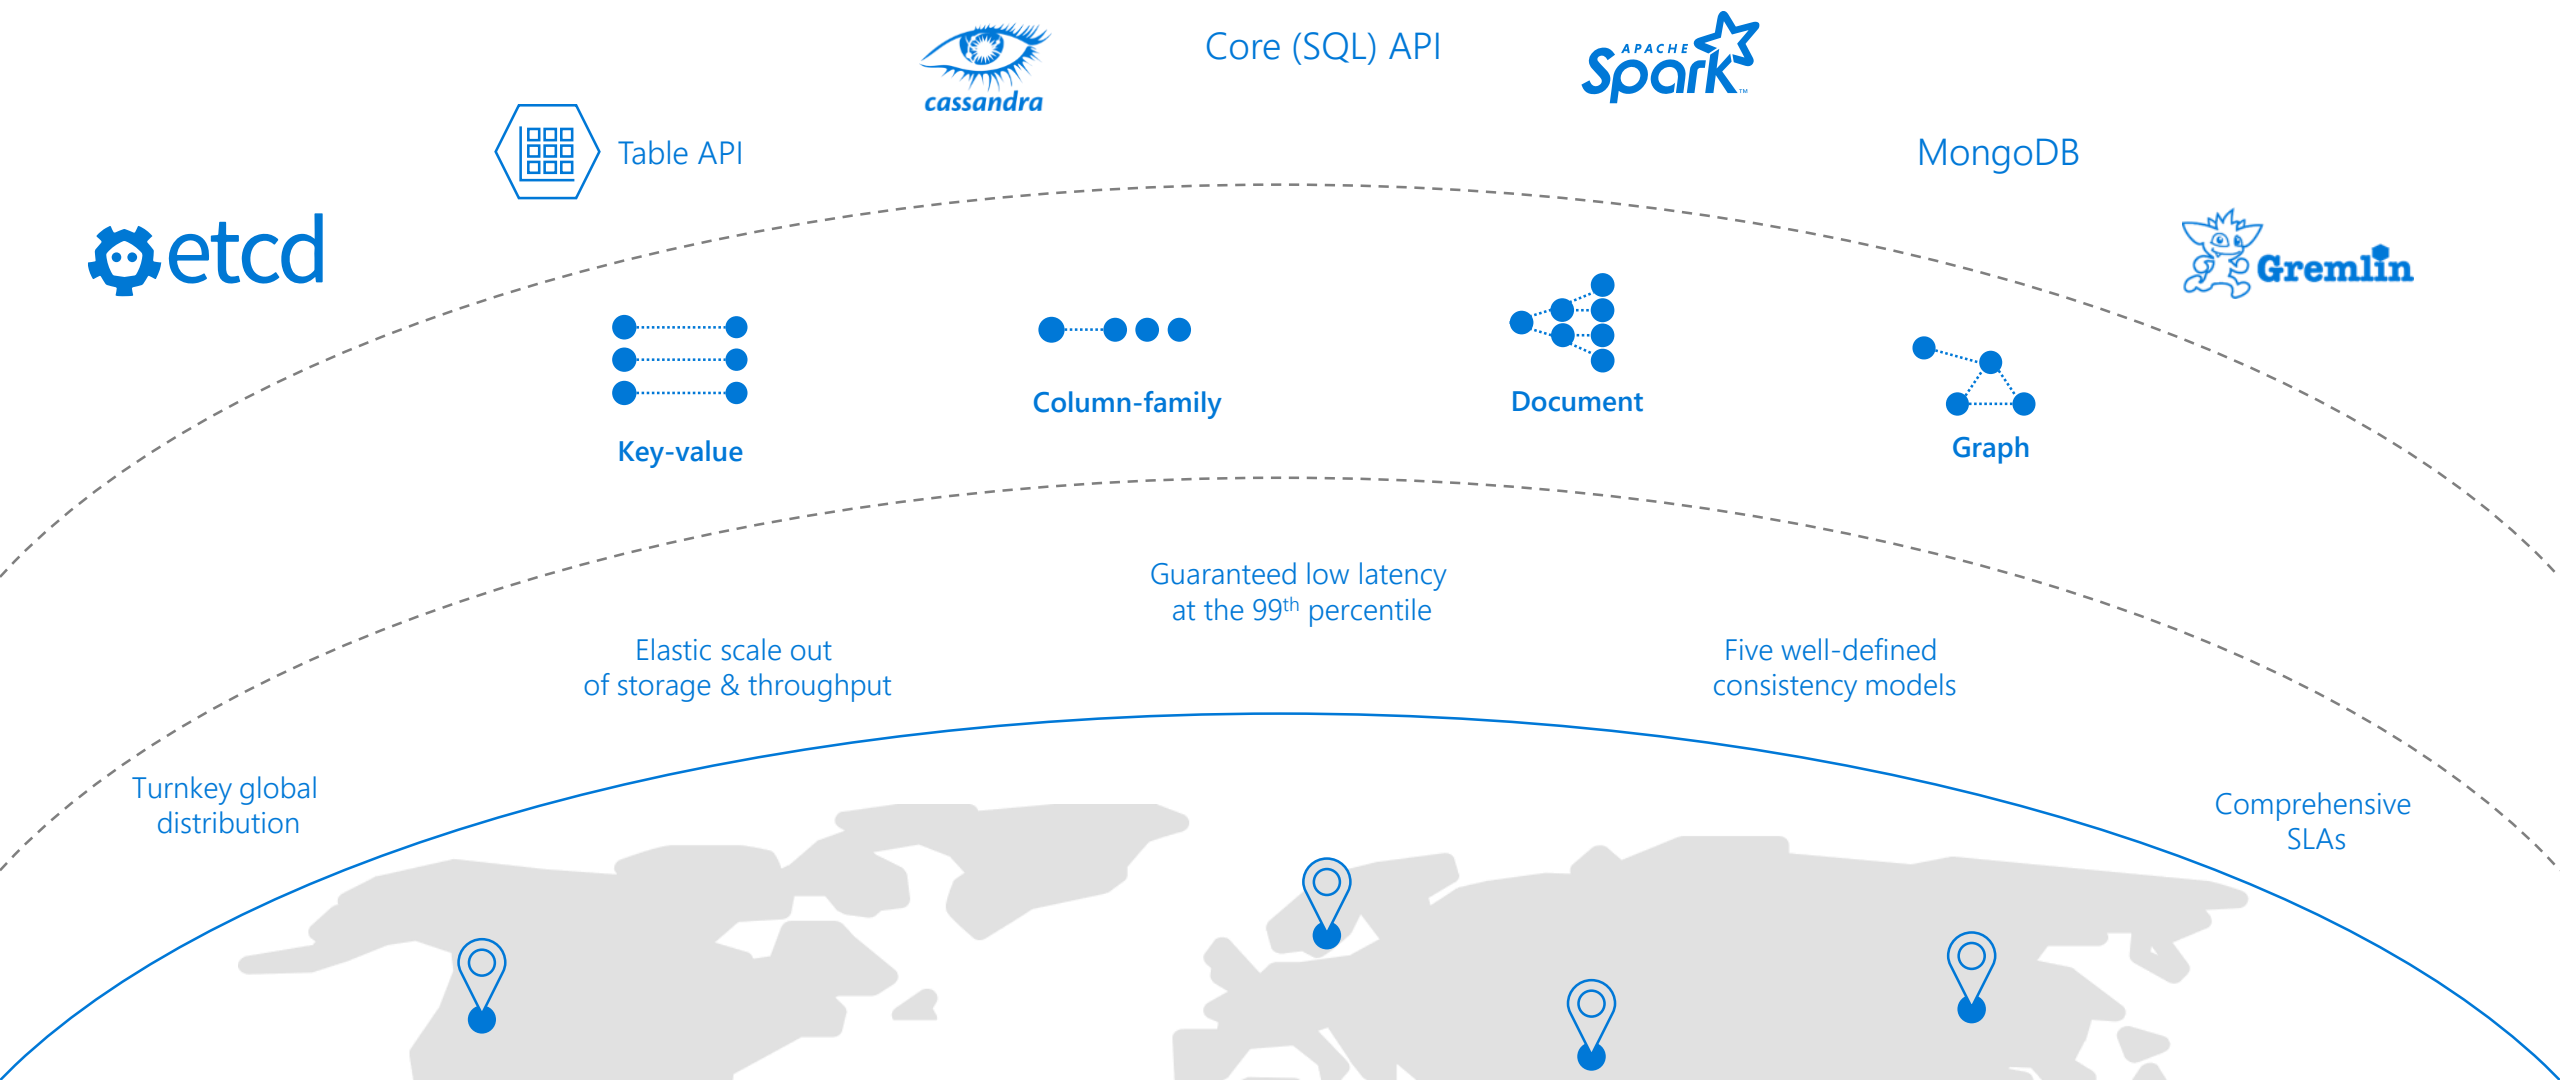 cassandra
Core (SQL) API
APACHE
Spark™
Table API
MongoDB
etcd
Gremlin
Key-value
Column-family
Document
Graph
Guaranteed low latency
at the 99th percentile
Elastic scale out
of storage & throughput
Five well-defined
consistency models
Turnkey global
distribution
Comprehensive
SLAs